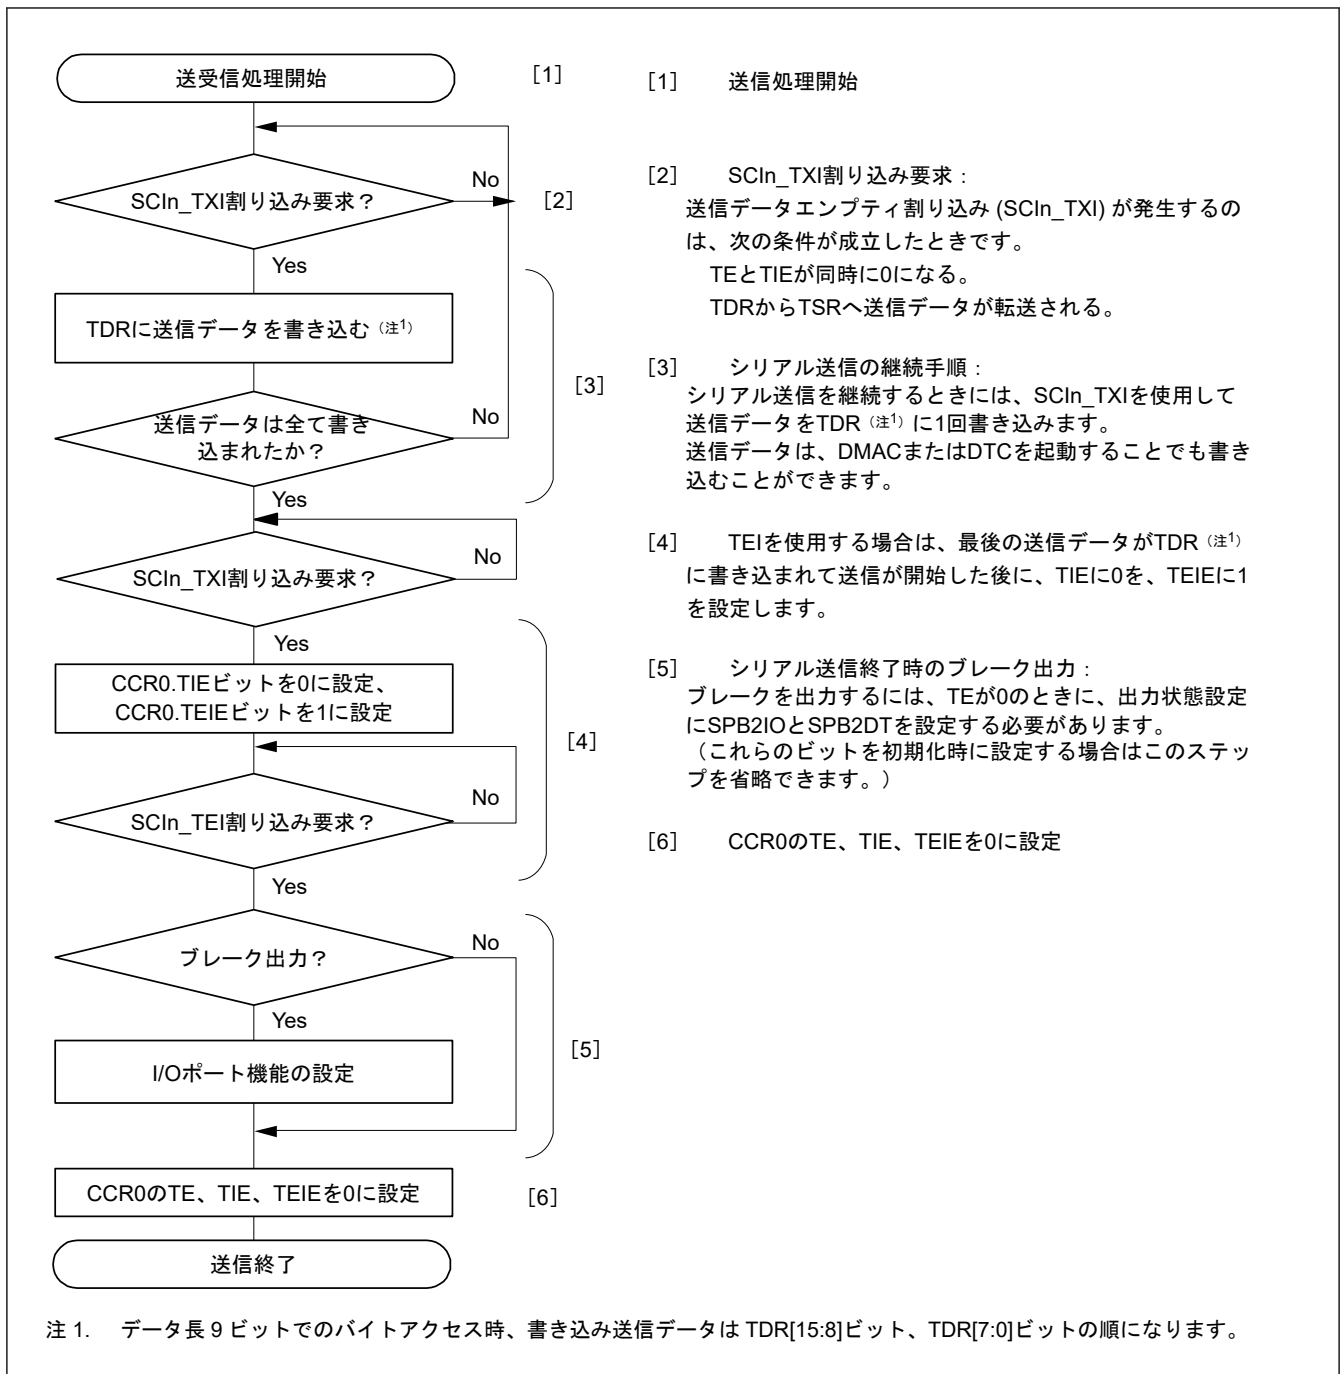 送受信処理開始
[1]
SCIn_TXI割り込み要求？
No
[2]
Yes
TDRに送信データを書き込む（注1）
送信データは全て書き
込まれたか？
No
[3]
Yes
SCIn_TXI割り込み要求？
No
Yes
CCR0.TIEビットを0に設定、
CCR0.TEIEビットを1に設定
[4]
SCIn_TEI割り込み要求？
No
Yes
ブレーク出力？
No
Yes
I/Oポート機能の設定
[5]
CCR0のTE、TIE、TEIEを0に設定
[6]
送信終了
[1] 送信処理開始
[2] SCIn_TXI割り込み要求：
送信データエンプティ割り込み (SCIn_TXI) が発生するの
は、次の条件が成立したときです。
TEとTIEが同時に0になる。
TDRからTSRへ送信データが転送される。
[3] シリアル送信の継続手順：
シリアル送信を継続するときには、SCIn_TXIを使用して
送信データをTDR（注1）に1回書き込みます。
送信データは、DMACまたはDTCを起動することでも書き
込むことができます。
[4] TEIを使用する場合は、最後の送信データがTDR（注1）
に書き込まれて送信が開始した後に、TIEに0を、TEIEに1
を設定します。
[5] シリアル送信終了時のブレーク出力：
ブレークを出力するには、TEが0のときに、出力状態設定
にSPB2IOとSPB2DTを設定する必要があります。
（これらのビットを初期化時に設定する場合はこのステッ
プを省略できます。）
[6] CCR0のTE、TIE、TEIEを0に設定
注 1. データ長 9 ビットでのバイトアクセス時、書き込み送信データは TDR[15:8]ビット、TDR[7:0]ビットの順になります。